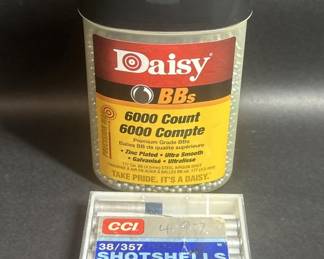 Daisy
BBs
6000 Count
6000 Compte
Premium Grade BBs
Balles BB de qualité supérieure
• Zinc Plated • Ultra Smooth
• Galvanisé • Ultralisse
TAKE PRIDE. IT'S A DAISY.
CCI
38/357
SHOTSHELLS